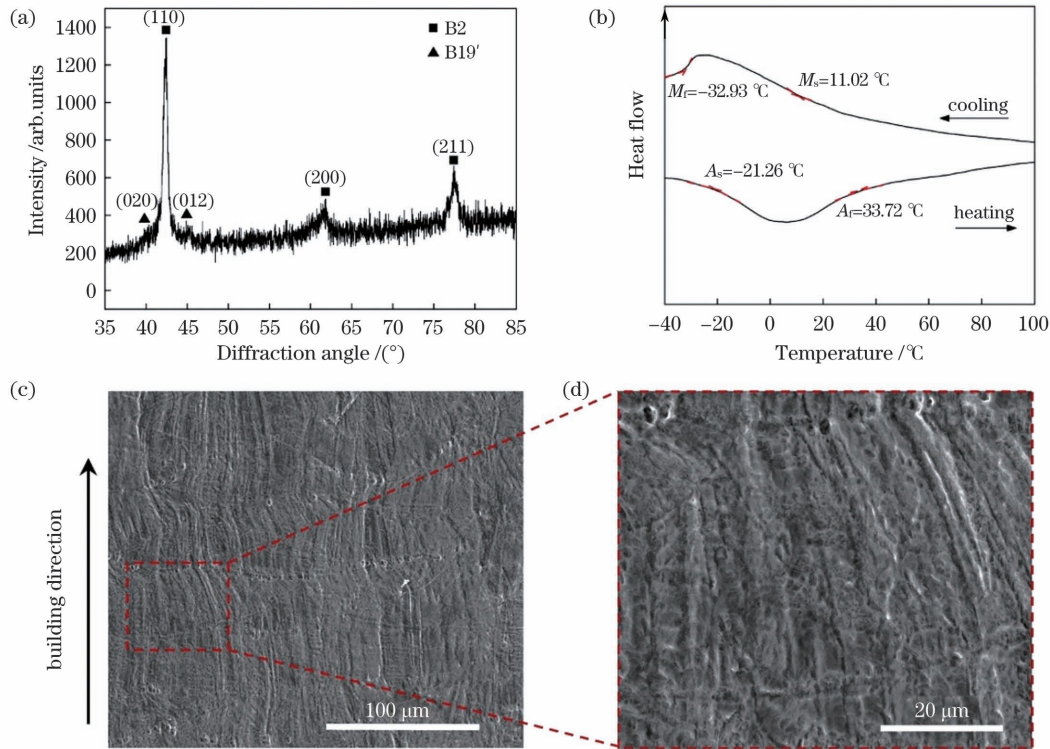 (a)
(110)
■ B2
▲ B19′
1400
1200
1000
800
600
400
200
0
(020)
(012)
(200)
(211)
35 40 45 50 55 60 65 70 75 80 85
Intensity /arb.units
Diffraction angle /(°)
(b)
Mf=−32.93 ℃
Ms=11.02 ℃
cooling
As=−21.26 ℃
Af=33.72 ℃
heating
Heat flow
−40 −20 0 20 40 60 80 100
Temperature /℃
(c)
building direction
100 μm
(d)
20 μm